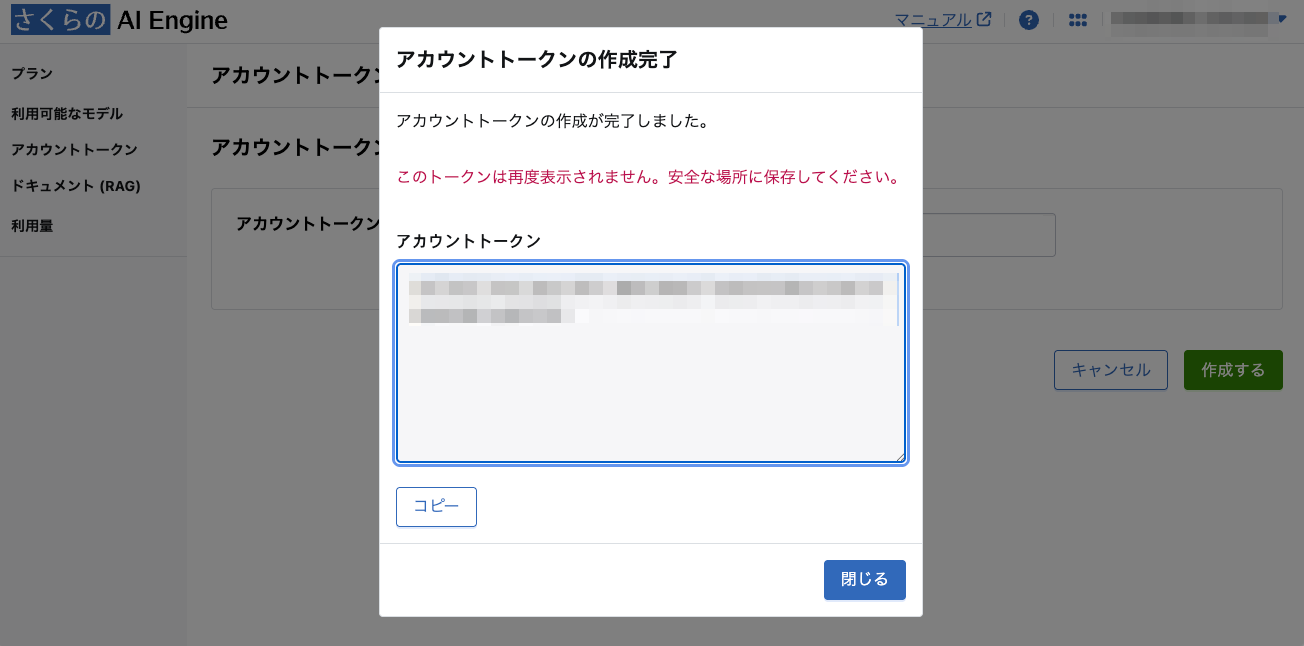 さくらの AI Engine
マニュアル
プラン
利用可能なモデル
アカウントトークン
ドキュメント (RAG)
利用量
アカウントトークン
アカウントトークン
アカウントトークン
キャンセル
作成する
アカウントトークンの作成完了
アカウントトークンの作成が完了しました。
このトークンは再度表示されません。安全な場所に保存してください。
アカウントトークン
コピー
閉じる